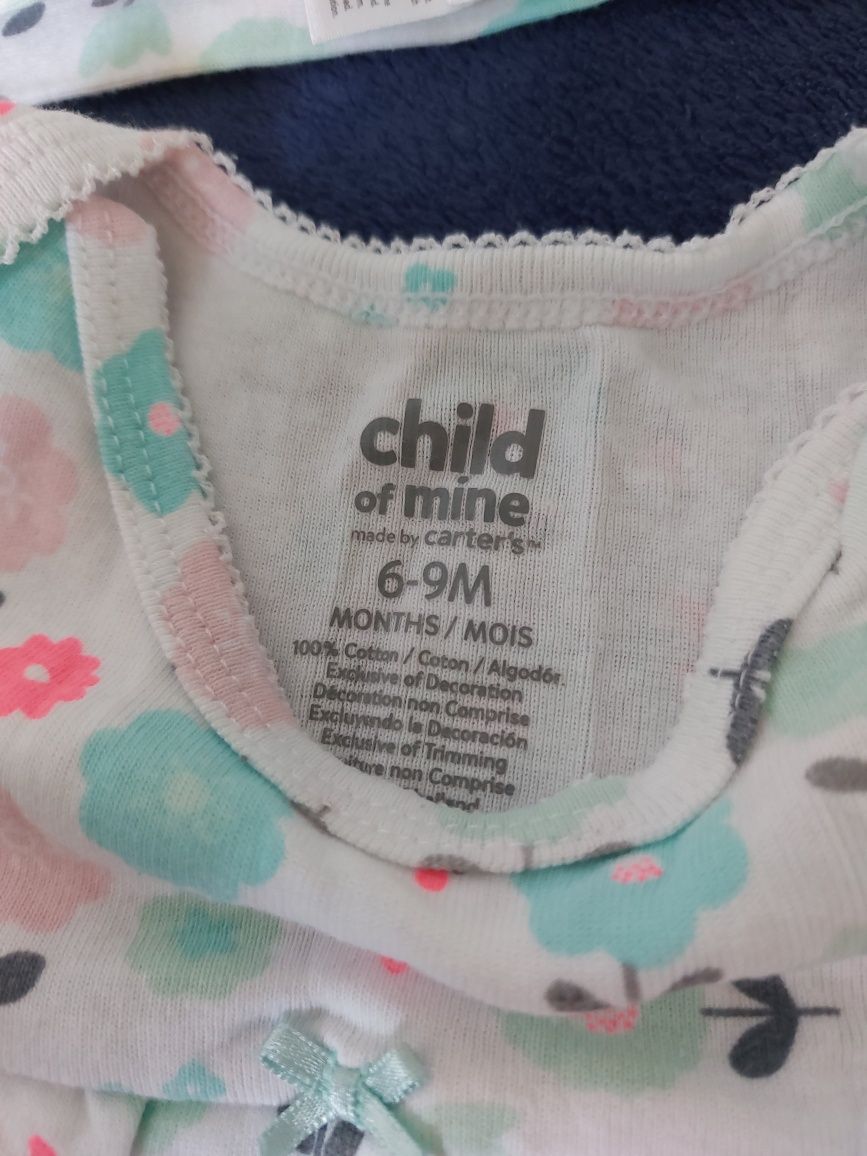 child
of mine
made by carter's™
6-9M
MONTHS / MOIS
100% Cotton / Coton / Algodón
Exclusive of Decoration
Décoration non Comprise
Excluyendo la Decoración
Exclusive of Trimming
non Comprise